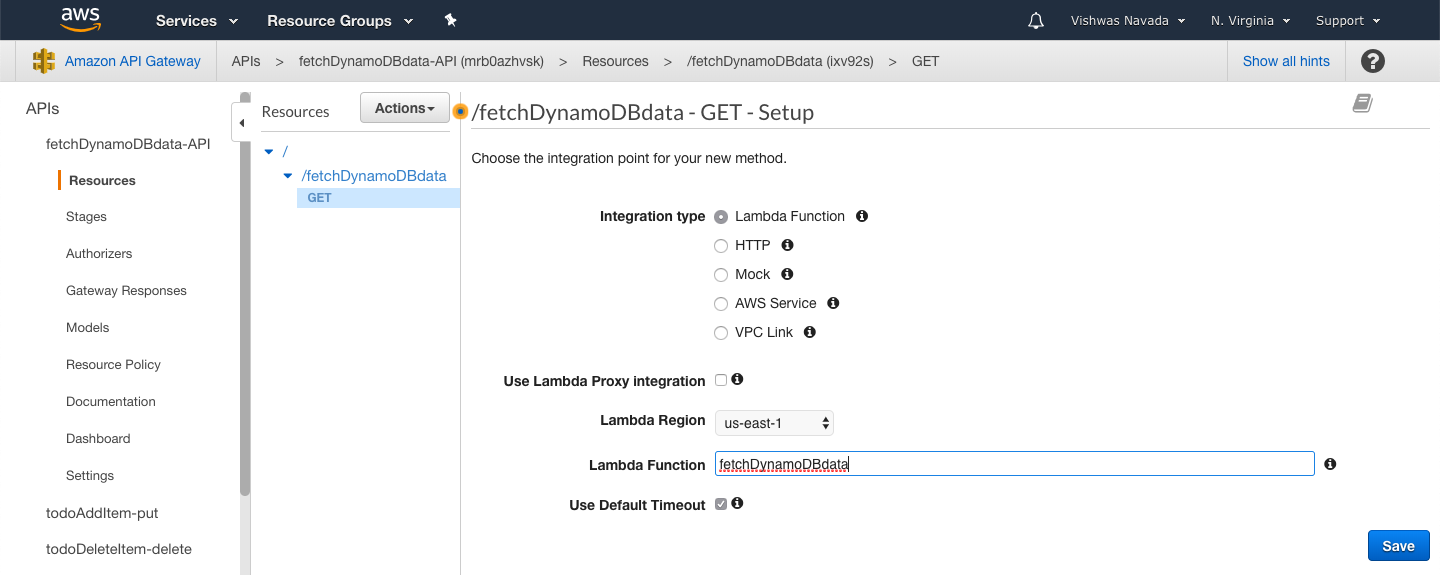 aws Services Resource Groups Vishwas Navada N. Virginia Support
Amazon API Gateway APIs > fetchDynamoDBdata-API (mrb0azhvsk) > Resources > /fetchDynamoDBdata (ixv92s) > GET Show all hints ?
APIs
fetchDynamoDBdata-API
Resources
Stages
Authorizers
Gateway Responses
Models
Resource Policy
Documentation
Dashboard
Settings
todoAddItem-put
todoDeleteItem-delete
Resources Actions
/
/fetchDynamoDBdata
GET
/fetchDynamoDBdata - GET - Setup
Choose the integration point for your new method.
Integration type Lambda Function
HTTP
Mock
AWS Service
VPC Link
Use Lambda Proxy integration
Lambda Region us-east-1
Lambda Function fetchDynamoDBdata
Use Default Timeout
Save